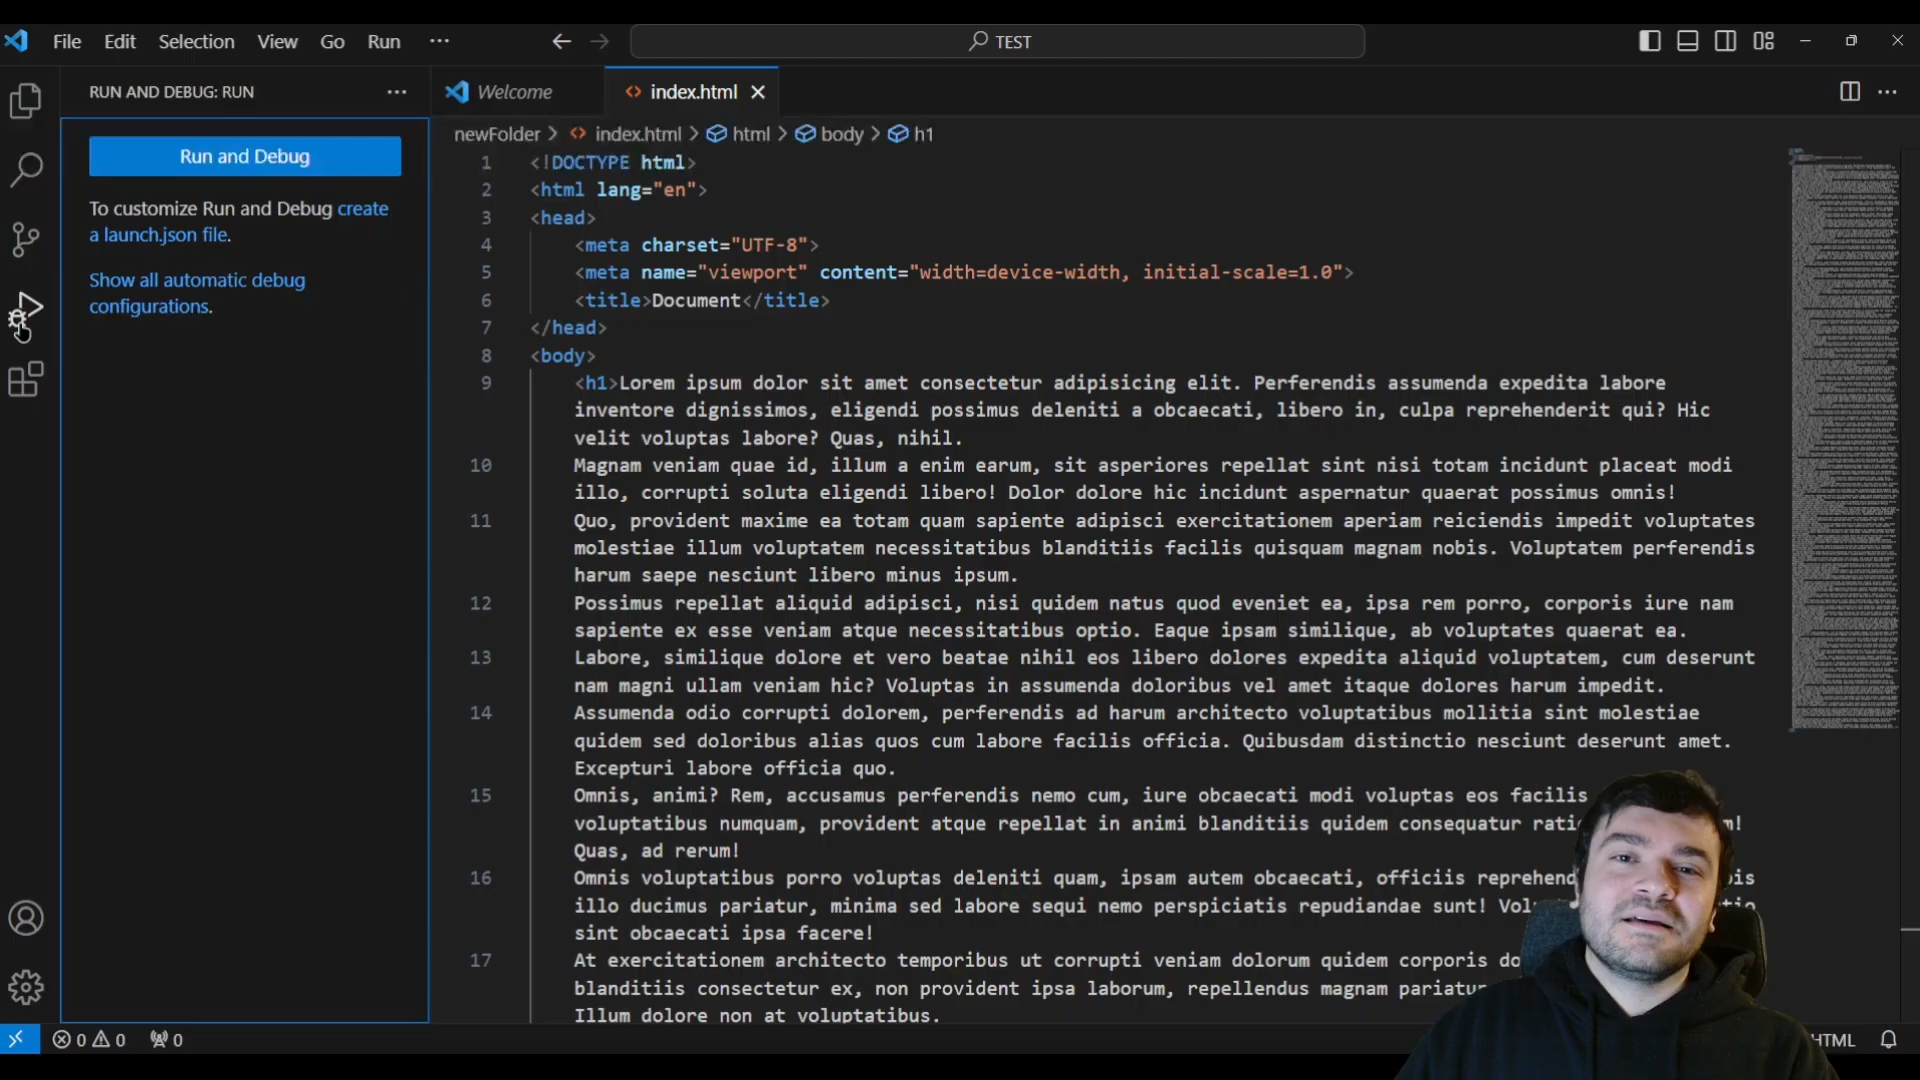 File Edit Selection View Go Run ··· TEST
RUN AND DEBUG: RUN ···
Run and Debug
To customize Run and Debug create
a launch.json file.
Show all automatic debug
configurations.
Welcome index.html
newFolder > index.html > html > body > h1
1 <!DOCTYPE html>
2 <html lang="en">
3 <head>
4 <meta charset="UTF-8">
5 <meta name="viewport" content="width=device-width, initial-scale=1.0">
6 <title>Document</title>
7 </head>
8 <body>
9 <h1>Lorem ipsum dolor sit amet consectetur adipisicing elit. Perferendis assumenda expedita labore
inventore dignissimos, eligendi possimus deleniti a obcaecati, libero in, culpa reprehenderit qui? Hic
velit voluptas labore? Quas, nihil.
10 Magnam veniam quae id, illum a enim earum, sit asperiores repellat sint nisi totam incidunt placeat modi
illo, corrupti soluta eligendi libero! Dolor dolore hic incidunt aspernatur quaerat possimus omnis!
11 Quo, provident maxime ea totam quam sapiente adipisci exercitationem aperiam reiciendis impedit voluptates
molestiae illum voluptatem necessitatibus blanditiis facilis quisquam magnam nobis. Voluptatem perferendis
harum saepe nesciunt libero minus ipsum.
12 Possimus repellat aliquid adipisci, nisi quidem natus quod eveniet ea, ipsa rem porro, corporis iure nam
sapiente ex esse veniam atque necessitatibus optio. Eaque ipsam similique, ab voluptates quaerat ea.
13 Labore, similique dolore et vero beatae nihil eos libero dolores expedita aliquid voluptatem, cum deserunt
nam magni ullam veniam hic? Voluptas in assumenda doloribus vel amet itaque dolores harum impedit.
14 Assumenda odio corrupti dolorem, perferendis ad harum architecto voluptatibus mollitia sint molestiae
quidem sed doloribus alias quos cum labore facilis officia. Quibusdam distinctio nesciunt deserunt amet.
Excepturi labore officia quo.
15 Omnis, animi? Rem, accusamus perferendis nemo cum, iure obcaecati modi voluptas eos facilis
voluptatibus numquam, provident atque repellat in animi blanditiis quidem consequatur
Quas, ad rerum!
16 Omnis voluptatibus porro voluptas deleniti quam, ipsam autem obcaecati, officiis
illo ducimus pariatur, minima sed labore sequi nemo perspiciatis repudiandae sunt!
sint obcaecati ipsa facere!
17 At exercitationem architecto temporibus ut corrupti veniam dolorum quidem corporis
blanditiis consectetur ex, non provident ipsa laborum, repellendus magnam
Illum dolore non at voluptatibus.
0 0 0 HTML